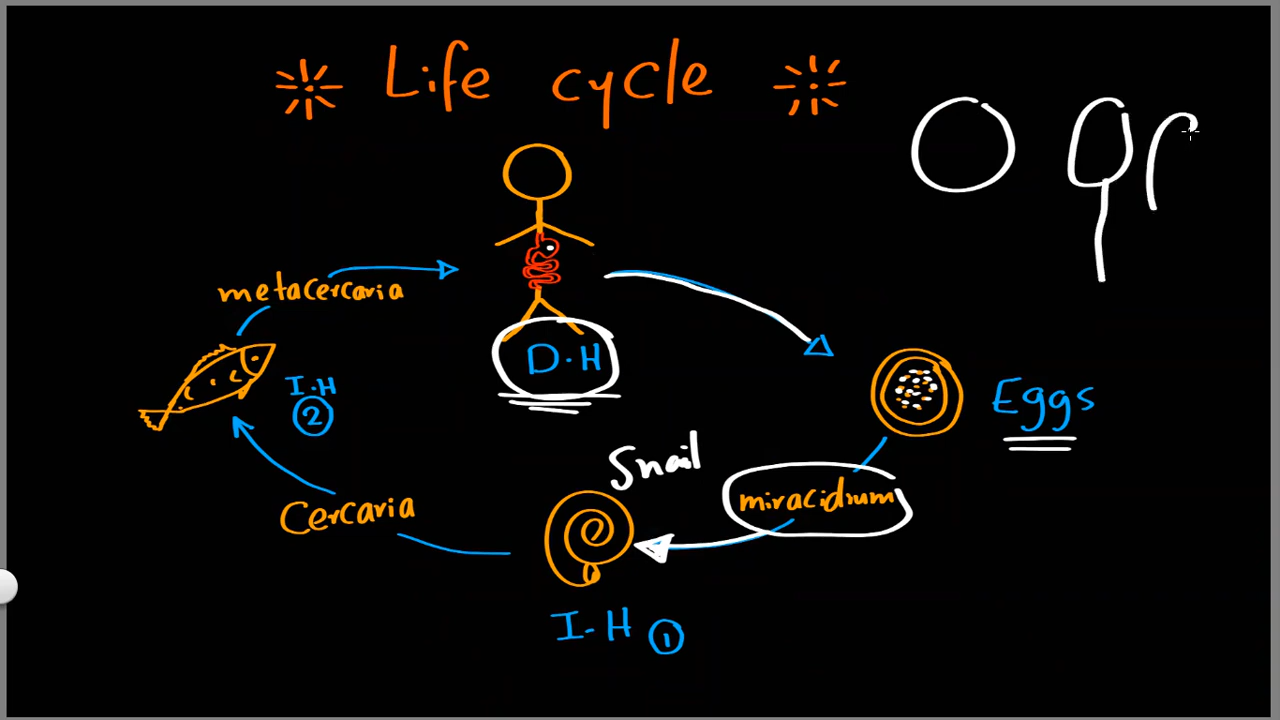 Life cycle
metacercaria
D.H
I.H
2
Eggs
Snail
miracidium
Cercaria
I.H 1